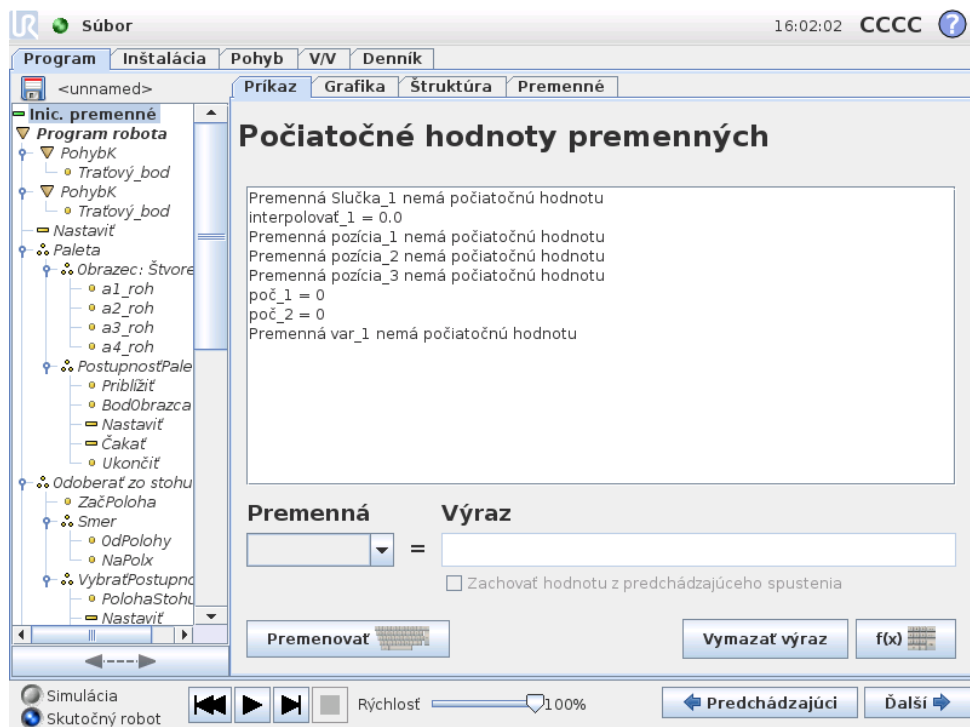 UR Súbor 16:02:02 CCCC ?
Program Inštalácia Pohyb V/V Denník
<unnamed>
Príkaz Grafika Štruktúra Premenné
Inic. premenné
Program robota
PohybK
Traťový_bod
PohybK
Traťový_bod
Nastaviť
Paleta
Obrazec: Štvore
a1_roh
a2_roh
a3_roh
a4_roh
PostupnosťPale
Priblížiť
BodObrazca
Nastaviť
Čakať
Ukončiť
Odoberať zo stohu
ZačPoloha
Smer
OdPolohy
NaPolx
VybraťPostupno
PolohaStohu
Nastaviť
Počiatočné hodnoty premenných
Premenná Slučka_1 nemá počiatočnú hodnotu
interpolovať_1 = 0.0
Premenná pozícia_1 nemá počiatočnú hodnotu
Premenná pozícia_2 nemá počiatočnú hodnotu
Premenná pozícia_3 nemá počiatočnú hodnotu
poč_1 = 0
poč_2 = 0
Premenná var_1 nemá počiatočnú hodnotu
Premenná Výraz
=
Zachovať hodnotu z predchádzajúceho spustenia
Premenovať Vymazať výraz f(x)
Simulácia
Skutočný robot
Rýchlosť 100%
Predchádzajúci Ďalší